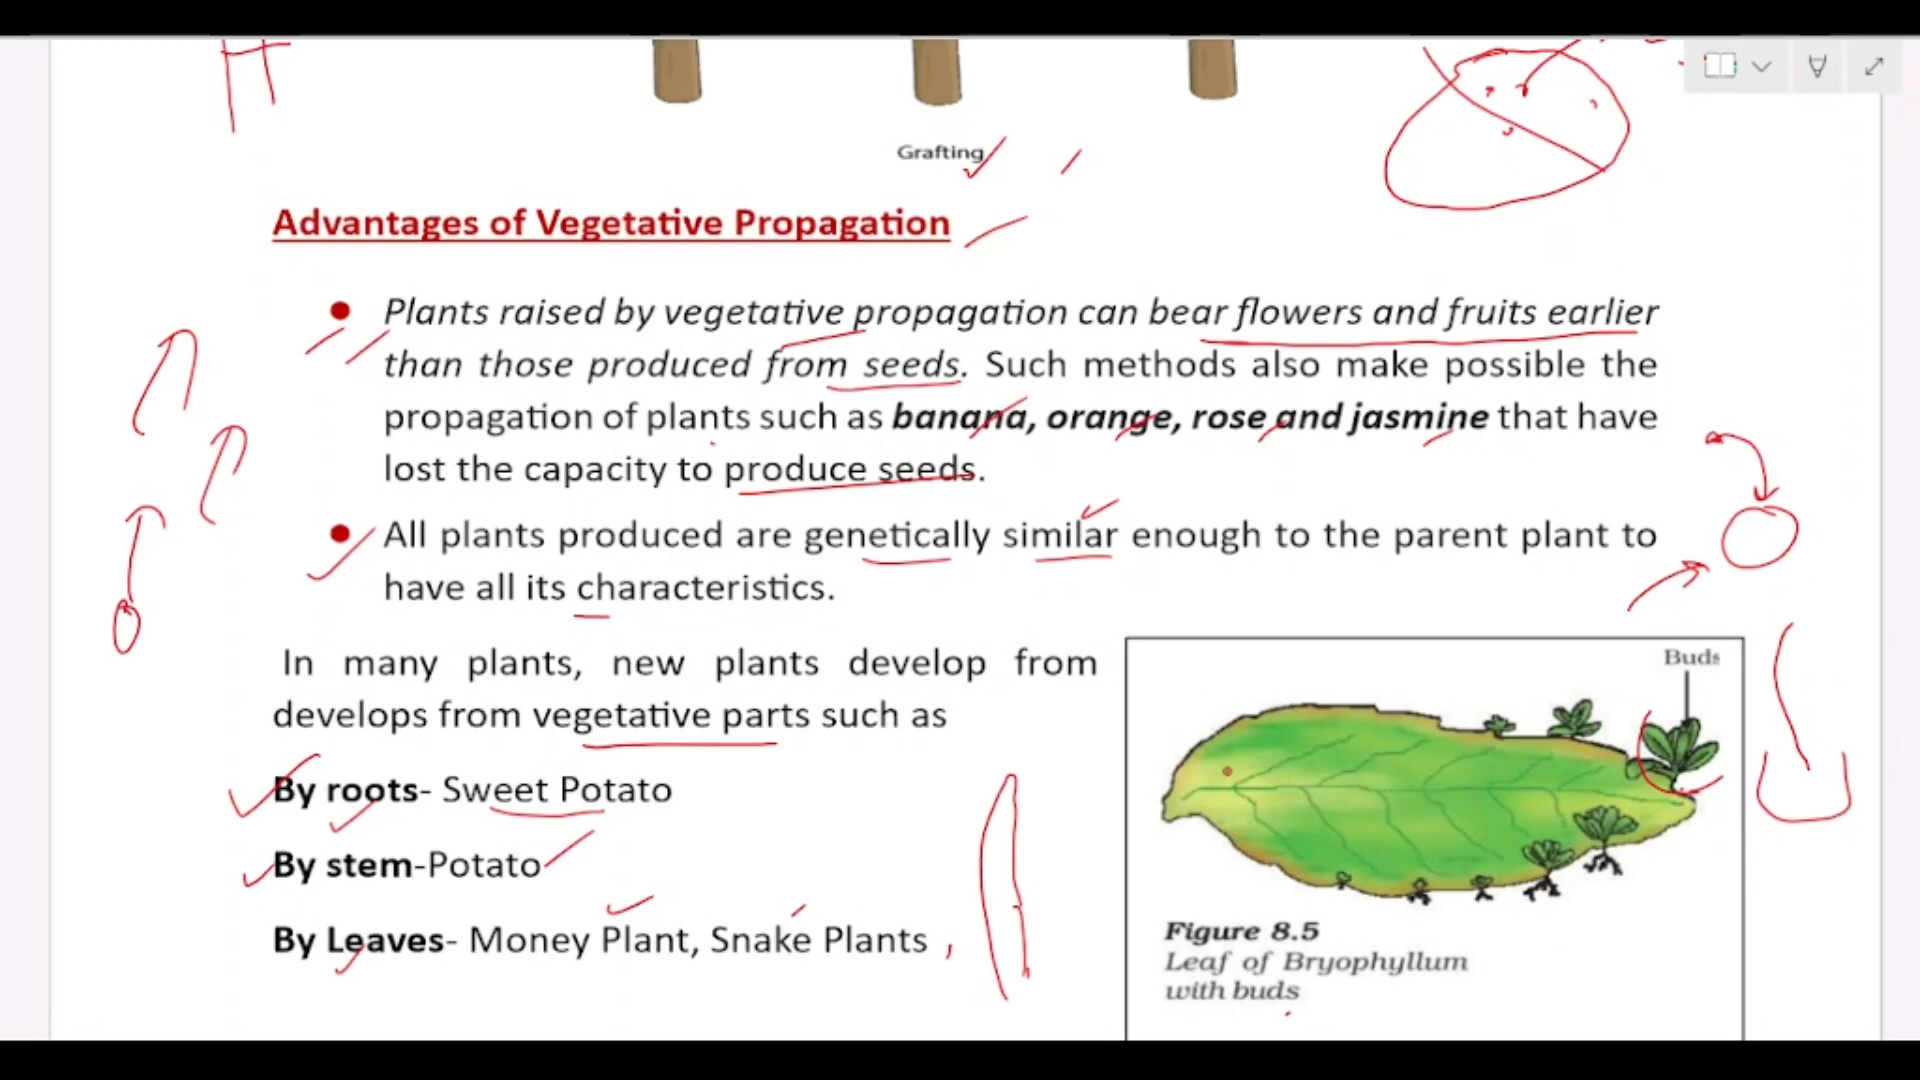 Grafting
Advantages of Vegetative Propagation
Plants raised by vegetative propagation can bear flowers and fruits earlier
than those produced from seeds. Such methods also make possible the
propagation of plants such as banana, orange, rose and jasmine that have
lost the capacity to produce seeds.
All plants produced are genetically similar enough to the parent plant to
have all its characteristics.
In many plants, new plants develop from
develops from vegetative parts such as
By roots- Sweet Potato
By stem-Potato
By Leaves- Money Plant, Snake Plants
Buds
Figure 8.5
Leaf of Bryophyllum
with buds